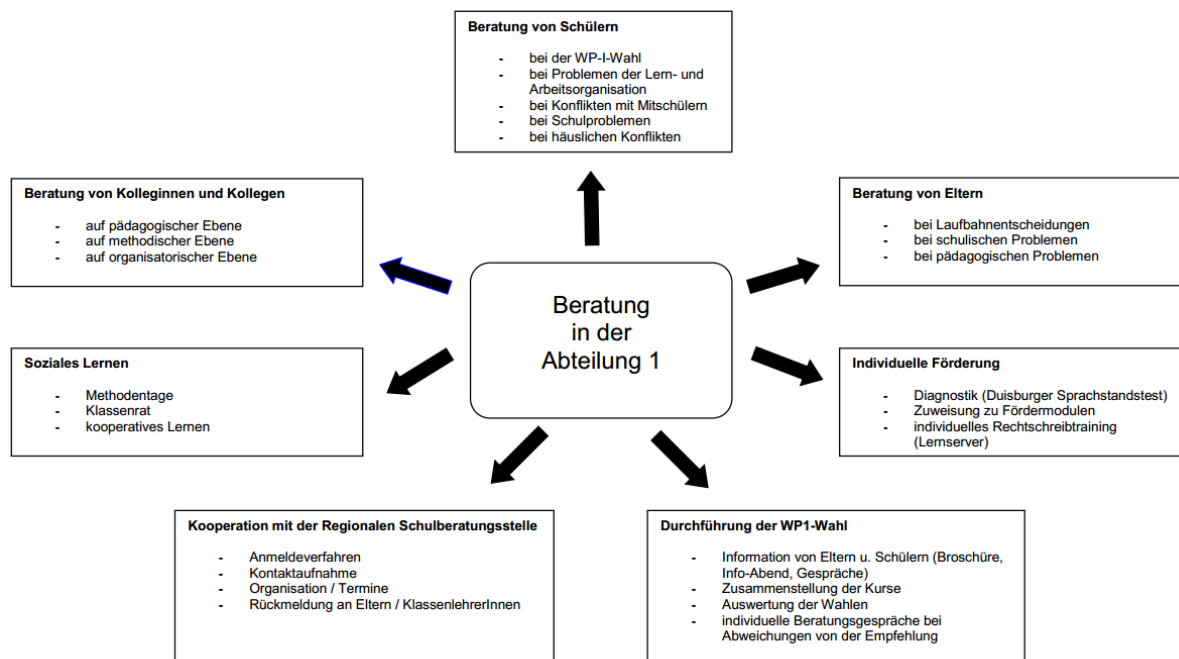 Beratung von Schülern
- bei der WP-I-Wahl
- bei Problemen der Lern- und
Arbeitsorganisation
- bei Konflikten mit Mitschülern
- bei Schulproblemen
- bei häuslichen Konflikten
Beratung von Kolleginnen und Kollegen
- auf pädagogischer Ebene
- auf methodischer Ebene
- auf organisatorischer Ebene
Beratung von Eltern
- bei Laufbahnentscheidungen
- bei schulischen Problemen
- bei pädagogischen Problemen
Beratung
in der
Abteilung 1
Soziales Lernen
- Methodentage
- Klassenrat
- kooperatives Lernen
Individuelle Förderung
- Diagnostik (Duisburger Sprachstandstest)
- Zuweisung zu Fördermodulen
- individuelles Rechtschreibtraining
(Lernserver)
Kooperation mit der Regionalen Schulberatungsstelle
- Anmeldeverfahren
- Kontaktaufnahme
- Organisation / Termine
- Rückmeldung an Eltern / KlassenlehrerInnen
Durchführung der WP1-Wahl
- Information von Eltern u. Schülern (Broschüre,
Info-Abend, Gespräche)
- Zusammenstellung der Kurse
- Auswertung der Wahlen
- individuelle Beratungsgespräche bei
Abweichungen von der Empfehlung